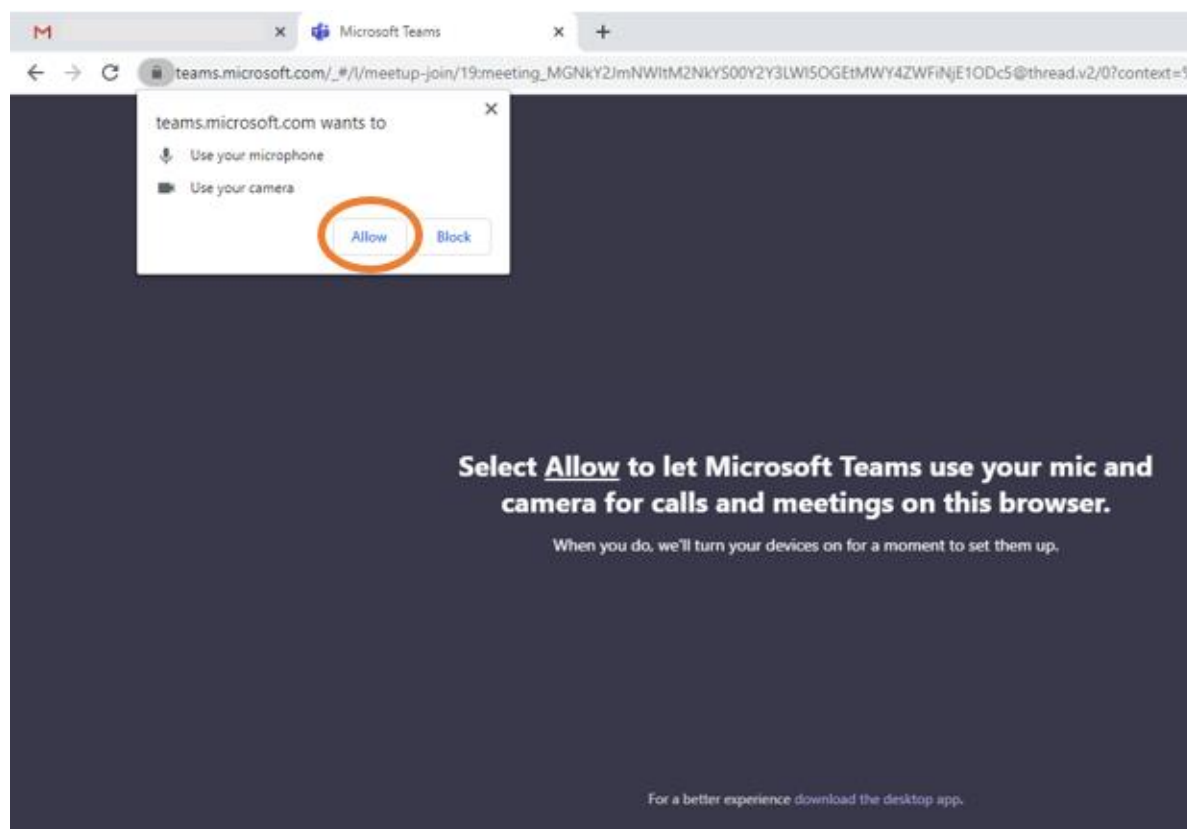 Microsoft Teams
teams.microsoft.com/_#/l/meetup-join/19:meeting_MGNkY2JmNWItM2NkYS00Y2Y3LWI5OGEtMWY4ZWFiNjE1ODc5@thread.v2/0?context=
teams.microsoft.com wants to
Use your microphone
Use your camera
Allow Block
Select Allow to let Microsoft Teams use your mic and
camera for calls and meetings on this browser.
When you do, we'll turn your devices on for a moment to set them up.
For a better experience download the desktop app.